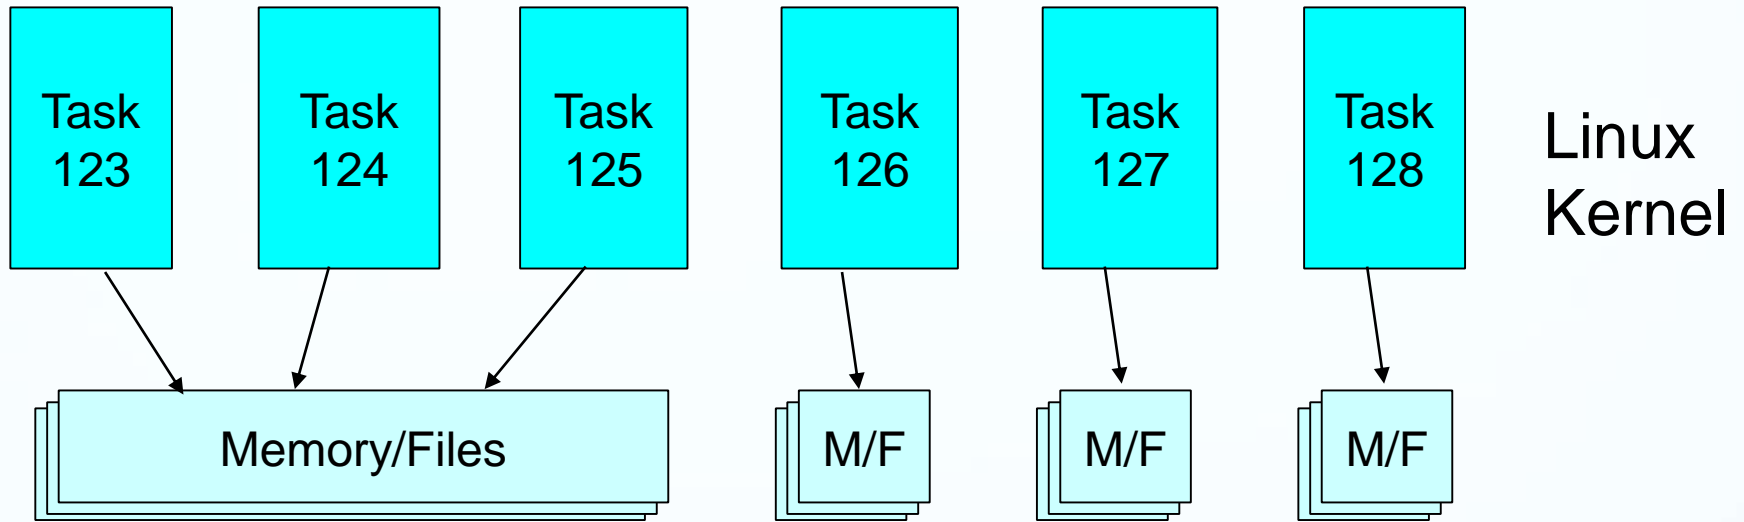 Task
123
Task
124
Task
125
Task
126
Task
127
Task
128
Linux
Kernel
Memory/Files
M/F
M/F
M/F